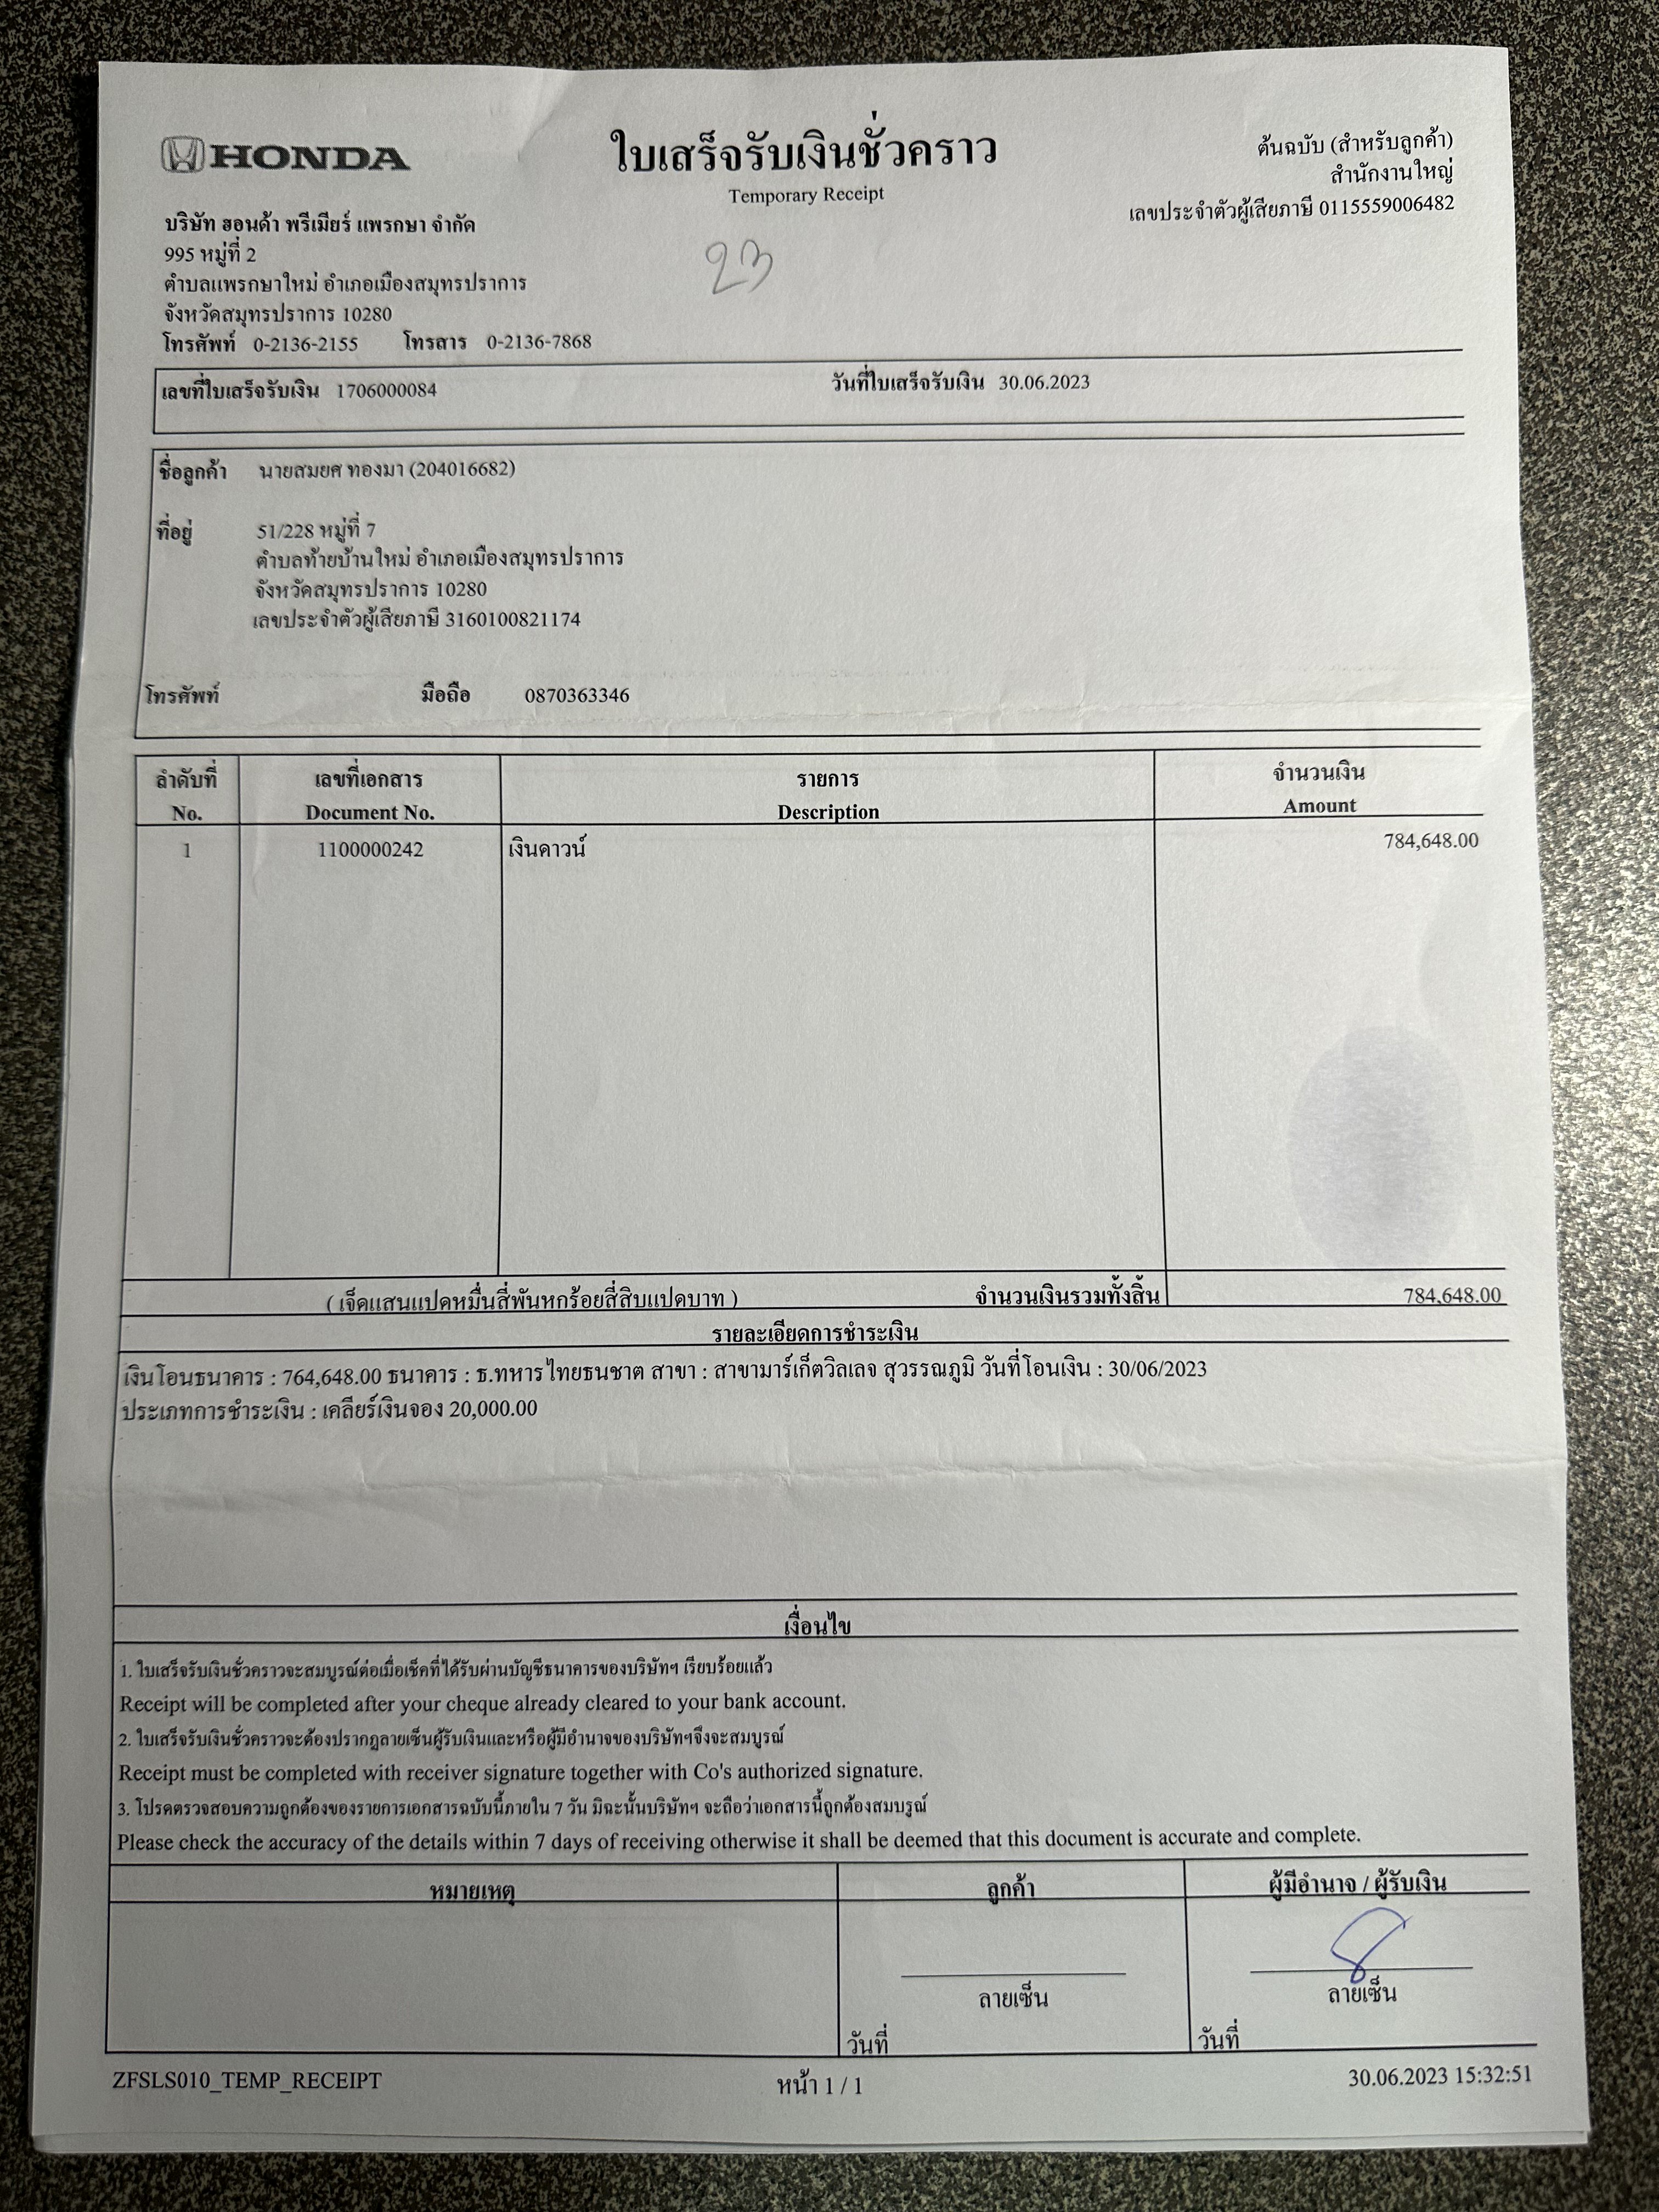 HONDA
ใบเสร็จรับเงินชั่วคราว
Temporary Receipt
ต้นฉบับ (สำหรับลูกค้า)
สำนักงานใหญ่
เลขประจำตัวผู้เสียภาษี 0115559006482
บริษัท ฮอนด้า พรีเมียร์ แพรกษา จำกัด
995 หมู่ที่ 2
ตำบลแพรกษาใหม่ อำเภอเมืองสมุทรปราการ
จังหวัดสมุทรปราการ 10280
โทรศัพท์ 0-2136-2155 โทรสาร 0-2136-7868
23
เลขที่ใบเสร็จรับเงิน 1706000084 วันที่ใบเสร็จรับเงิน 30.06.2023
ชื่อลูกค้า นายสมยศ ทองมา (204016682)
ที่อยู่ 51/228 หมู่ที่ 7
ตำบลท้ายบ้านใหม่ อำเภอเมืองสมุทรปราการ
จังหวัดสมุทรปราการ 10280
เลขประจำตัวผู้เสียภาษี 3160100821174
โทรศัพท์ มือถือ 0870363346
ลำดับที่ เลขที่เอกสาร รายการ จำนวนเงิน
No. Document No. Description Amount
1 1100000242 เงินดาวน์ 784,648.00
( เจ็ดแสนแปดหมื่นสี่พันหกร้อยสี่สิบแปดบาท ) จำนวนเงินรวมทั้งสิ้น 784,648.00
รายละเอียดการชำระเงิน
เงินโอนธนาคาร : 764,648.00 ธนาคาร : ธ.ทหารไทยธนชาต สาขา : สาขามาร์เก็ตวิลเลจ สุวรรณภูมิ วันที่โอนเงิน : 30/06/2023
ประเภทการชำระเงิน : เคลียร์เงินจอง 20,000.00
เงื่อนไข
1. ใบเสร็จรับเงินชั่วคราวจะสมบูรณ์ต่อเมื่อเช็คที่ได้รับผ่านบัญชีธนาคารของบริษัทฯ เรียบร้อยแล้ว
Receipt will be completed after your cheque already cleared to your bank account.
2. ใบเสร็จรับเงินชั่วคราวจะต้องปรากฎลายเซ็นผู้รับเงินและหรือผู้มีอำนาจของบริษัทฯจึงจะสมบูรณ์
Receipt must be completed with receiver signature together with Co's authorized signature.
3. โปรดตรวจสอบความถูกต้องของรายการเอกสารฉบับนี้ภายใน 7 วัน มิฉะนั้นบริษัทฯ จะถือว่าเอกสารนี้ถูกต้องสมบรูณ์
Please check the accuracy of the details within 7 days of receiving otherwise it shall be deemed that this document is accurate and complete.
หมายเหตุ ลูกค้า ผู้มีอำนาจ / ผู้รับเงิน
ลายเซ็น ลายเซ็น
วันที่ วันที่
ZFSLS010_TEMP_RECEIPT หน้า 1 / 1 30.06.2023 15:32:51